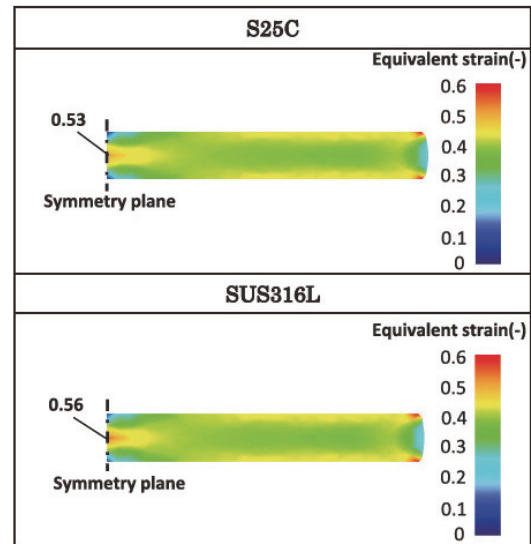 S25C
Equivalent strain(-)
0.6
0.5
0.4
0.3
0.2
0.1
0
0.53
Symmetry plane
SUS316L
Equivalent strain(-)
0.6
0.5
0.4
0.3
0.2
0.1
0
0.56
Symmetry plane